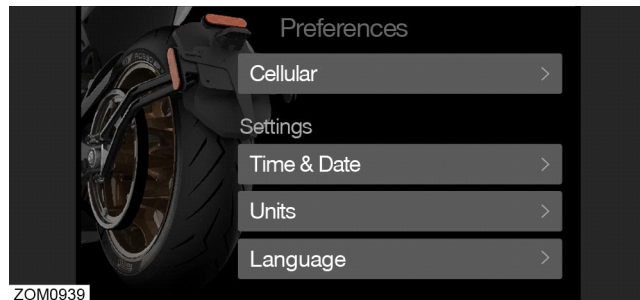 Preferences
Cellular
Settings
Time & Date
Units
Language
ZOM0939